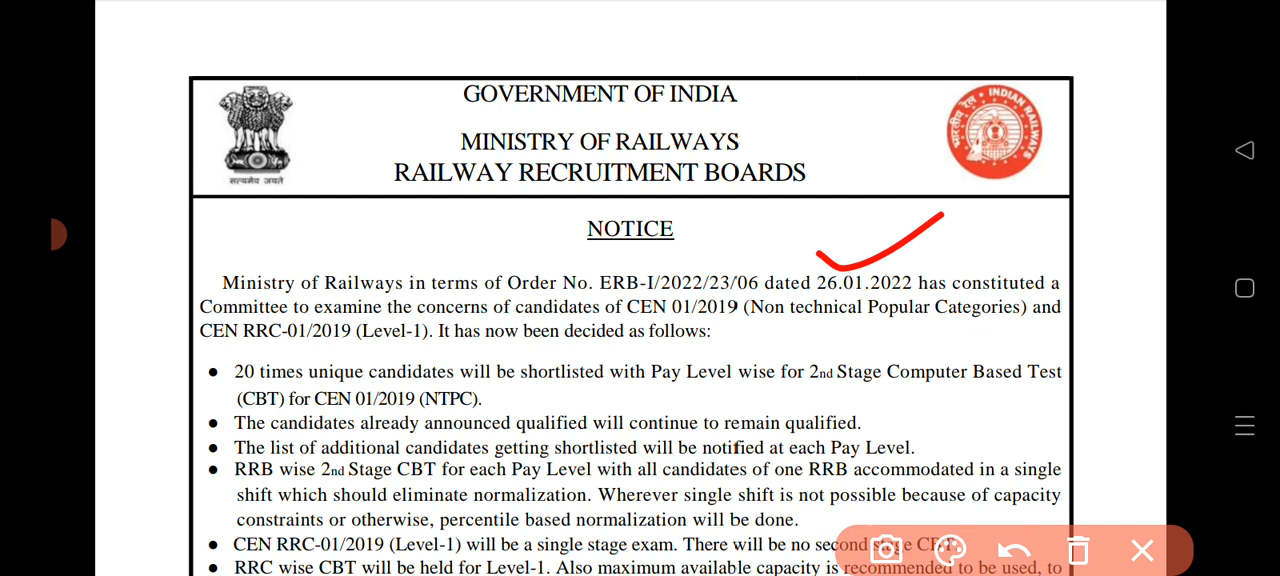 GOVERNMENT OF INDIA
MINISTRY OF RAILWAYS
RAILWAY RECRUITMENT BOARDS
सत्यमेव जयते
भारतीय रेल • INDIAN RAILWAYS
NOTICE
Ministry of Railways in terms of Order No. ERB-I/2022/23/06 dated 26.01.2022 has constituted a
Committee to examine the concerns of candidates of CEN 01/2019 (Non technical Popular Categories) and
CEN RRC-01/2019 (Level-1). It has now been decided as follows:
● 20 times unique candidates will be shortlisted with Pay Level wise for 2nd Stage Computer Based Test
(CBT) for CEN 01/2019 (NTPC).
● The candidates already announced qualified will continue to remain qualified.
● The list of additional candidates getting shortlisted will be notified at each Pay Level.
● RRB wise 2nd Stage CBT for each Pay Level with all candidates of one RRB accommodated in a single
shift which should eliminate normalization. Wherever single shift is not possible because of capacity
constraints or otherwise, percentile based normalization will be done.
● CEN RRC-01/2019 (Level-1) will be a single stage exam. There will be no second stage CBT.
● RRC wise CBT will be held for Level-1. Also maximum available capacity is recommended to be used, to